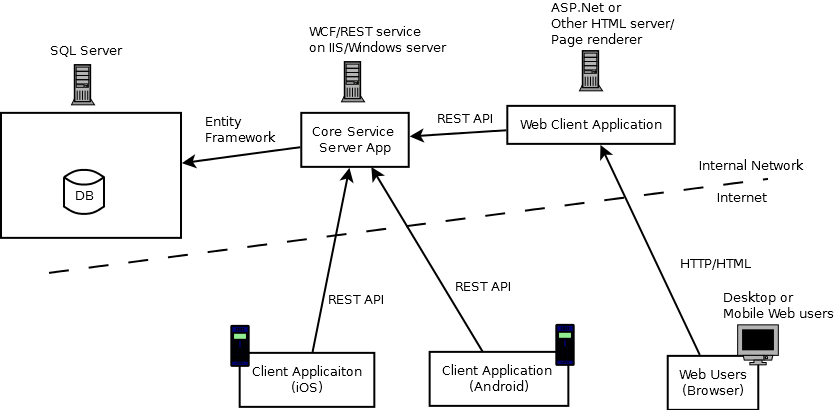 ASP.Net or
Other HTML server/
Page renderer
WCF/REST service
on IIS/Windows server
SQL Server
Entity
Framework
Core Service
Server App
REST API
Web Client Application
Internal Network
Internet
DB
HTTP/HTML
REST API
REST API
Desktop or
Mobile Web users
Client Applicaiton
(iOS)
Client Application
(Android)
Web Users
(Browser)